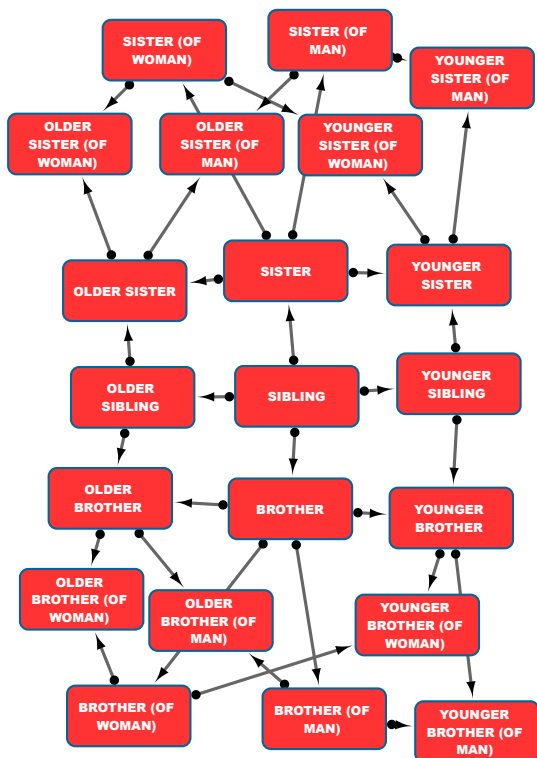 SISTER (OF
WOMAN)
SISTER (OF
MAN)
YOUNGER
SISTER (OF
MAN)
OLDER
SISTER (OF
WOMAN)
OLDER
SISTER (OF
MAN)
YOUNGER
SISTER (OF
WOMAN)
OLDER SISTER
SISTER
YOUNGER
SISTER
OLDER
SIBLING
SIBLING
YOUNGER
SIBLING
OLDER
BROTHER
BROTHER
YOUNGER
BROTHER
OLDER
BROTHER (OF
WOMAN)
OLDER
BROTHER (OF
MAN)
YOUNGER
BROTHER (OF
WOMAN)
BROTHER (OF
WOMAN)
BROTHER (OF
MAN)
YOUNGER
BROTHER (OF
MAN)